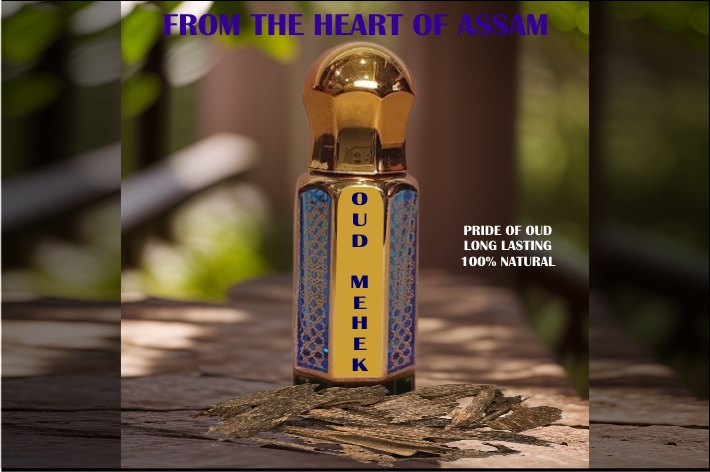 FROM THE HEART OF ASSAM
OUD MEHEK
PRIDE OF OUD
LONG LASTING
100% NATURAL